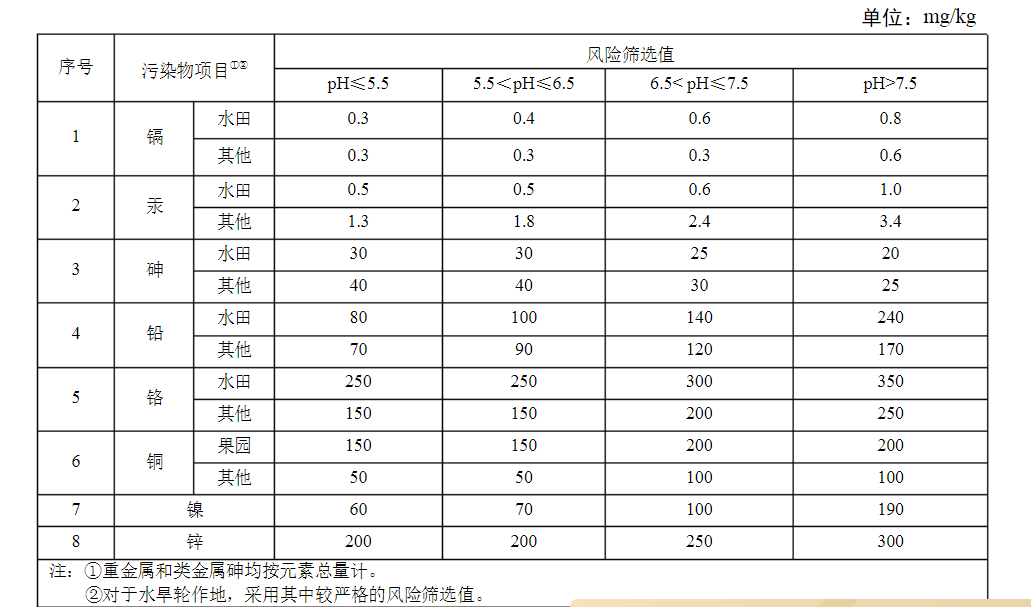 单位：mg/kg
序号 污染物项目①② 风险筛选值
pH≤5.5 5.5＜pH≤6.5 6.5< pH≤7.5 pH>7.5
1 镉 水田 0.3 0.4 0.6 0.8
其他 0.3 0.3 0.3 0.6
2 汞 水田 0.5 0.5 0.6 1.0
其他 1.3 1.8 2.4 3.4
3 砷 水田 30 30 25 20
其他 40 40 30 25
4 铅 水田 80 100 140 240
其他 70 90 120 170
5 铬 水田 250 250 300 350
其他 150 150 200 250
6 铜 果园 150 150 200 200
其他 50 50 100 100
7 镍 60 70 100 190
8 锌 200 200 250 300
注：①重金属和类金属砷均按元素总量计。
②对于水旱轮作地，采用其中较严格的风险筛选值。